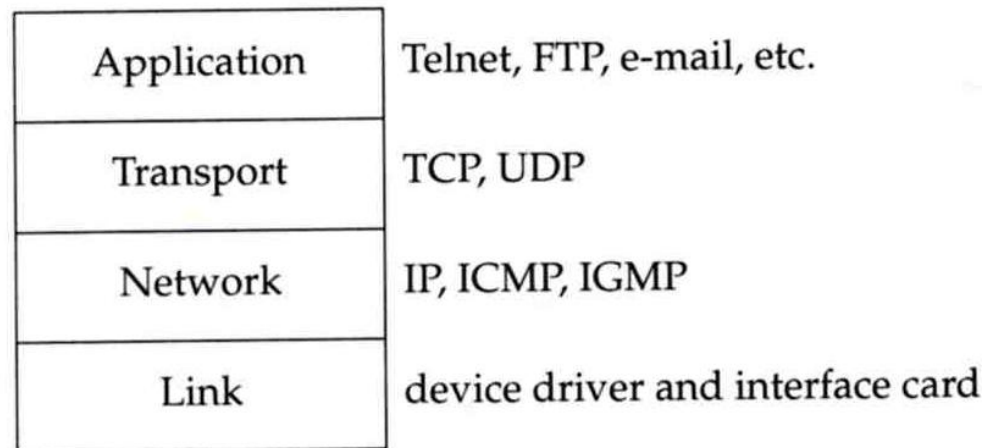 Application Telnet, FTP, e-mail, etc.
Transport TCP, UDP
Network IP, ICMP, IGMP
Link device driver and interface card